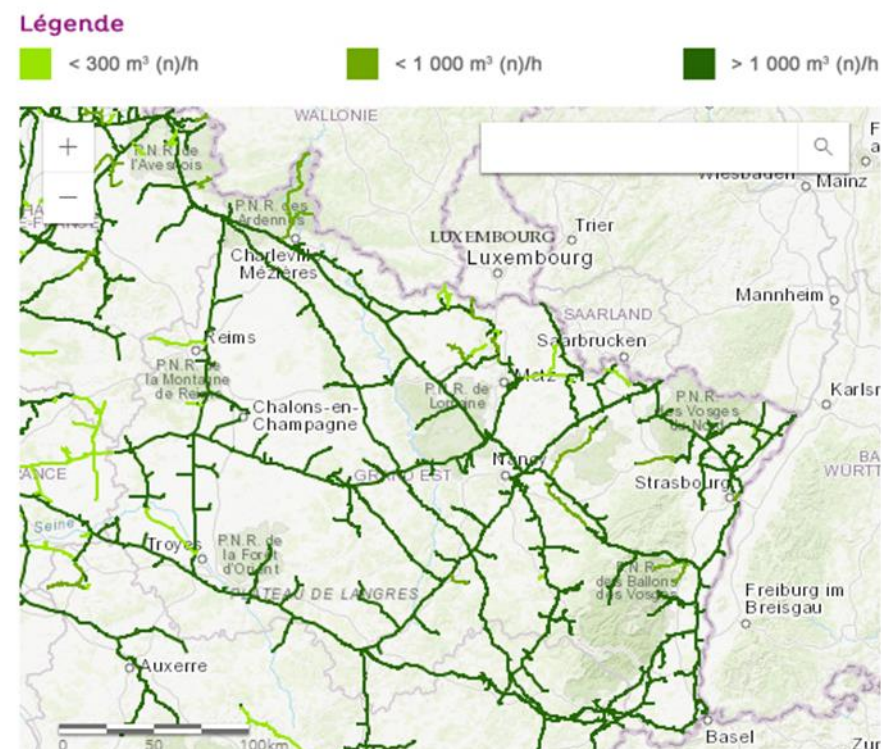 Légende
< 300 m³ (n)/h
< 1 000 m³ (n)/h
> 1 000 m³ (n)/h
WALLONIE
+
P.N.R. de
l'Avesnois
−
Wiesbaden
Mainz
P.N.R. des
Ardennes
LUXEMBOURG
Trier
Charleville-
Mézières
Luxembourg
Mannheim
SAARLAND
Reims
Saarbrucken
P.N.R. de
la Montagne
de Reims
Metz
P.N.R. de
Lorraine
P.N.R.
des Vosges
du Nord
Chalons-en-
Champagne
Nancy
GRAND EST
Strasbourg
Seine
Troyes
P.N.R. de
la Forêt
d'Orient
P.N.R.
des Ballons
des Vosges
PLATEAU DE LANGRES
Freiburg im
Breisgau
Auxerre
0 50 100km
Basel